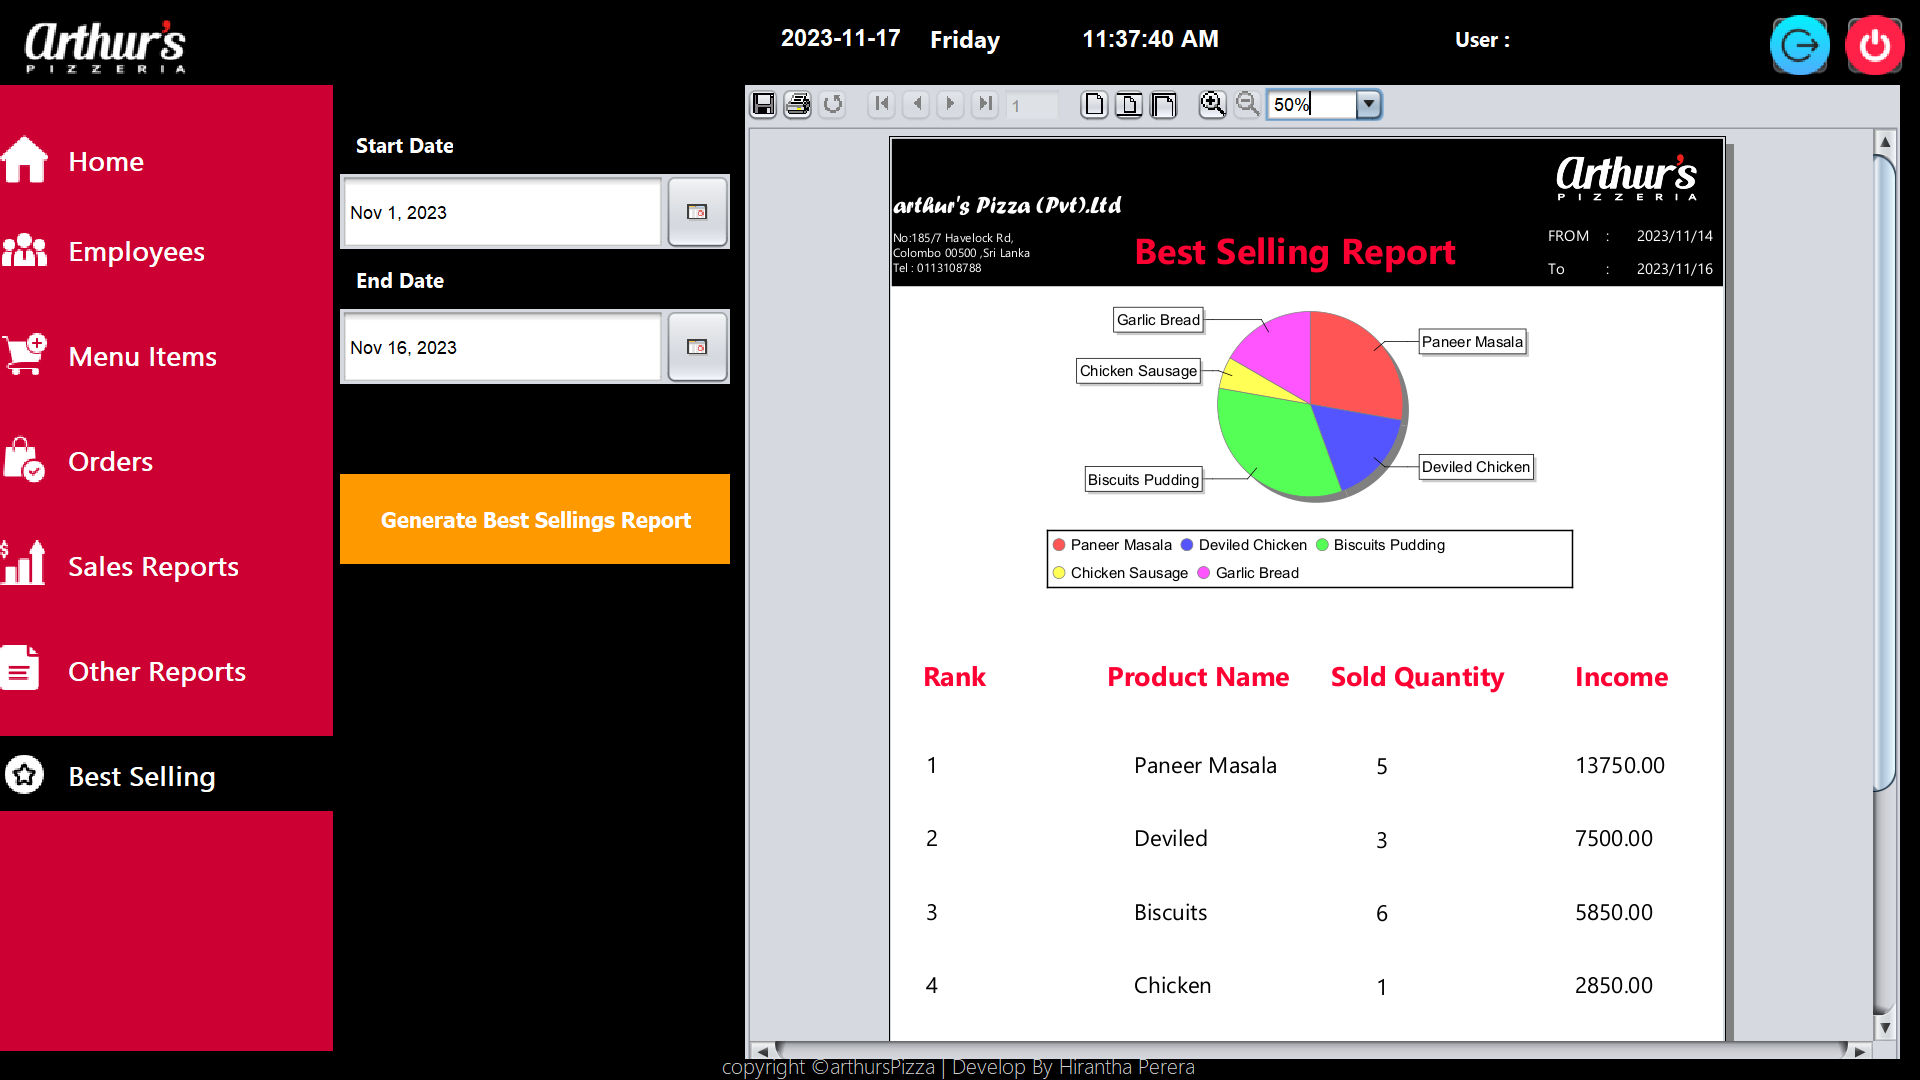 arthur's
PIZZERIA
2023-11-17 Friday 11:37:40 AM User :
Home
Employees
Menu Items
Orders
Sales Reports
Other Reports
Best Selling
Start Date
Nov 1, 2023
End Date
Nov 16, 2023
Generate Best Sellings Report
1
50%
arthur's
PIZZERIA
arthur's Pizza (Pvt).Ltd
No:185/7 Havelock Rd,
Colombo 00500 ,Sri Lanka
Tel : 0113108788
Best Selling Report
FROM : 2023/11/14
To : 2023/11/16
Garlic Bread
Paneer Masala
Chicken Sausage
Deviled Chicken
Biscuits Pudding
Paneer Masala Deviled Chicken Biscuits Pudding
Chicken Sausage Garlic Bread
Rank Product Name Sold Quantity Income
1 Paneer Masala 5 13750.00
2 Deviled 3 7500.00
3 Biscuits 6 5850.00
4 Chicken 1 2850.00
copyright ©arthursPizza | Develop By Hirantha Perera